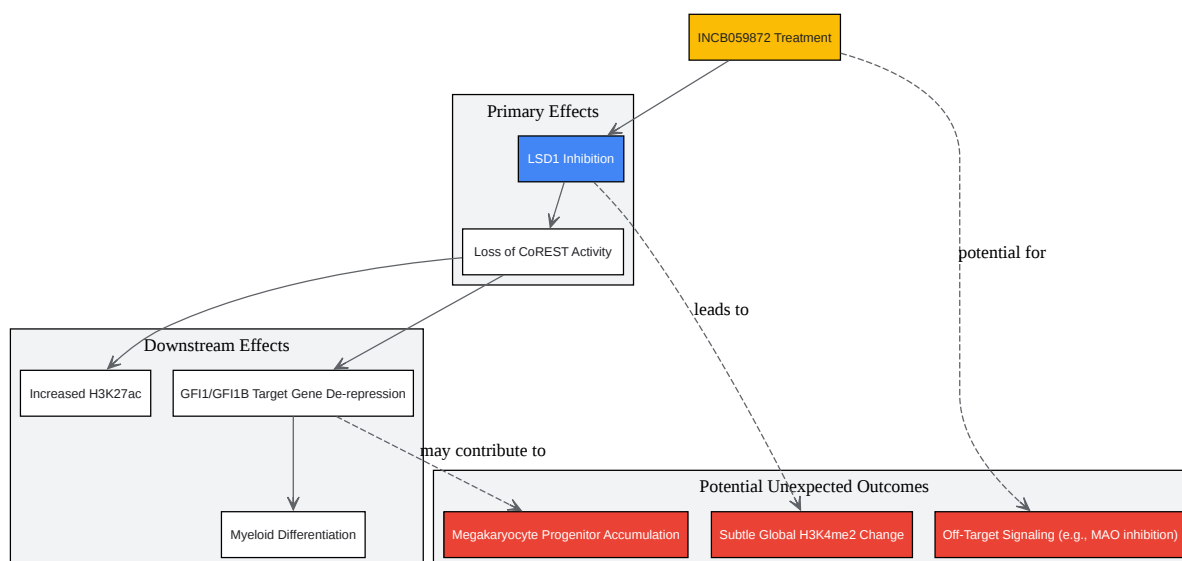 INCB059872 Treatment
Primary Effects
LSD1 Inhibition
Loss of CoREST Activity
potential for
leads to
Downstream Effects
Increased H3K27ac
GFI1/GFI1B Target Gene De-repression
may contribute to
Potential Unexpected Outcomes
Myeloid Differentiation
Megakaryocyte Progenitor Accumulation
Subtle Global H3K4me2 Change
Off-Target Signaling (e.g., MAO inhibition)